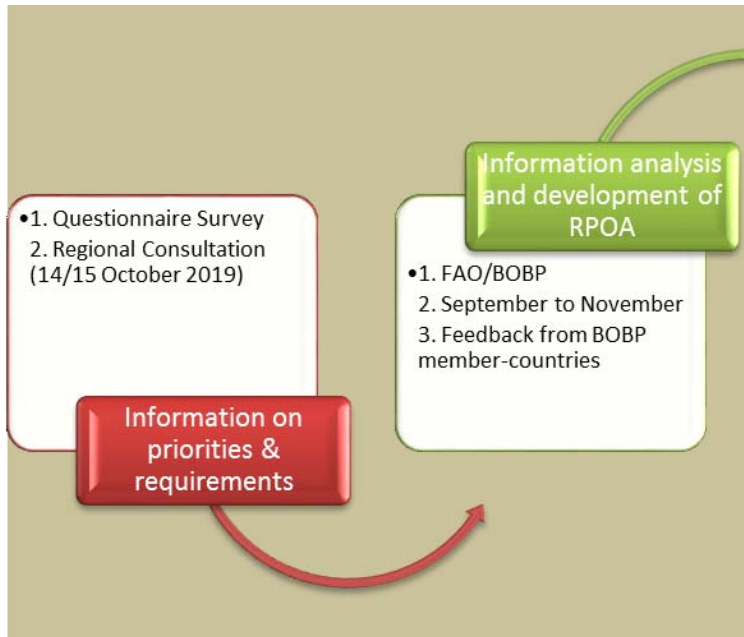 •1. Questionnaire Survey
2. Regional Consultation
(14/15 October 2019)
Information on
priorities &
requirements
Information analysis
and development of
RPOA
•1. FAO/BOBP
2. September to November
3. Feedback from BOBP
member-countries